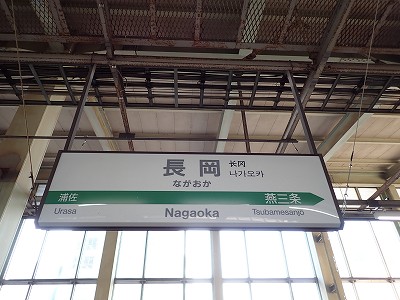 長岡
长冈
ながおか
나가오카
浦佐
燕三条
Urasa
Nagaoka
Tsubamesanjō